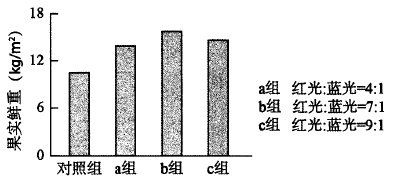 果实鲜重(kg/m²)
18
12
6
0
对照组 a组 b组 c组
a组 红光:蓝光=4:1
b组 红光:蓝光=7:1
c组 红光:蓝光=9:1